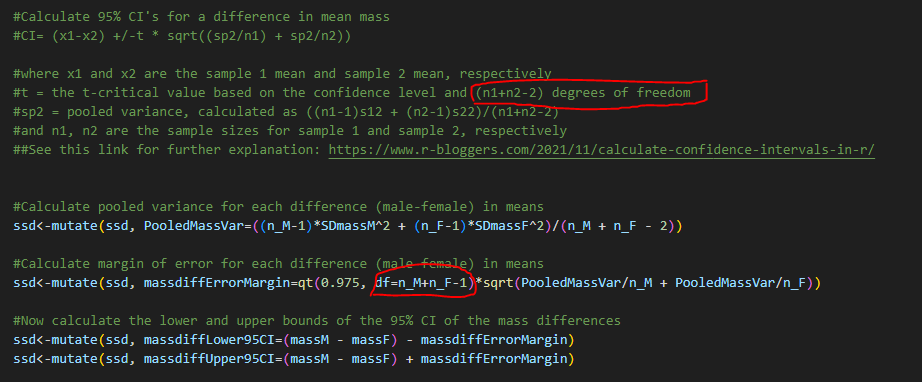 #Calculate 95% CI's for a difference in mean mass
#CI= (x1-x2) +/-t * sqrt((sp2/n1) + sp2/n2))
#where x1 and x2 are the sample 1 mean and sample 2 mean, respectively
#t = the t-critical value based on the confidence level and (n1+n2-2) degrees of freedom
#sp2 = pooled variance, calculated as ((n1-1)s12 + (n2-1)s22)/(n1+n2-2)
#and n1, n2 are the sample sizes for sample 1 and sample 2, respectively
##See this link for further explanation: https://www.r-bloggers.com/2021/11/calculate-confidence-intervals-in-r/
#Calculate pooled variance for each difference (male-female) in means
ssd<-mutate(ssd, PooledMassVar=((n_M-1)*SDmassM^2 + (n_F-1)*SDmassF^2)/(n_M + n_F - 2))
#Calculate margin of error for each difference (male-female) in means
ssd<-mutate(ssd, massdiffErrorMargin=qt(0.975, df=n_M+n_F-1)*sqrt(PooledMassVar/n_M + PooledMassVar/n_F))
#Now calculate the lower and upper bounds of the 95% CI of the mass differences
ssd<-mutate(ssd, massdiffLower95CI=(massM - massF) - massdiffErrorMargin)
ssd<-mutate(ssd, massdiffUpper95CI=(massM - massF) + massdiffErrorMargin)